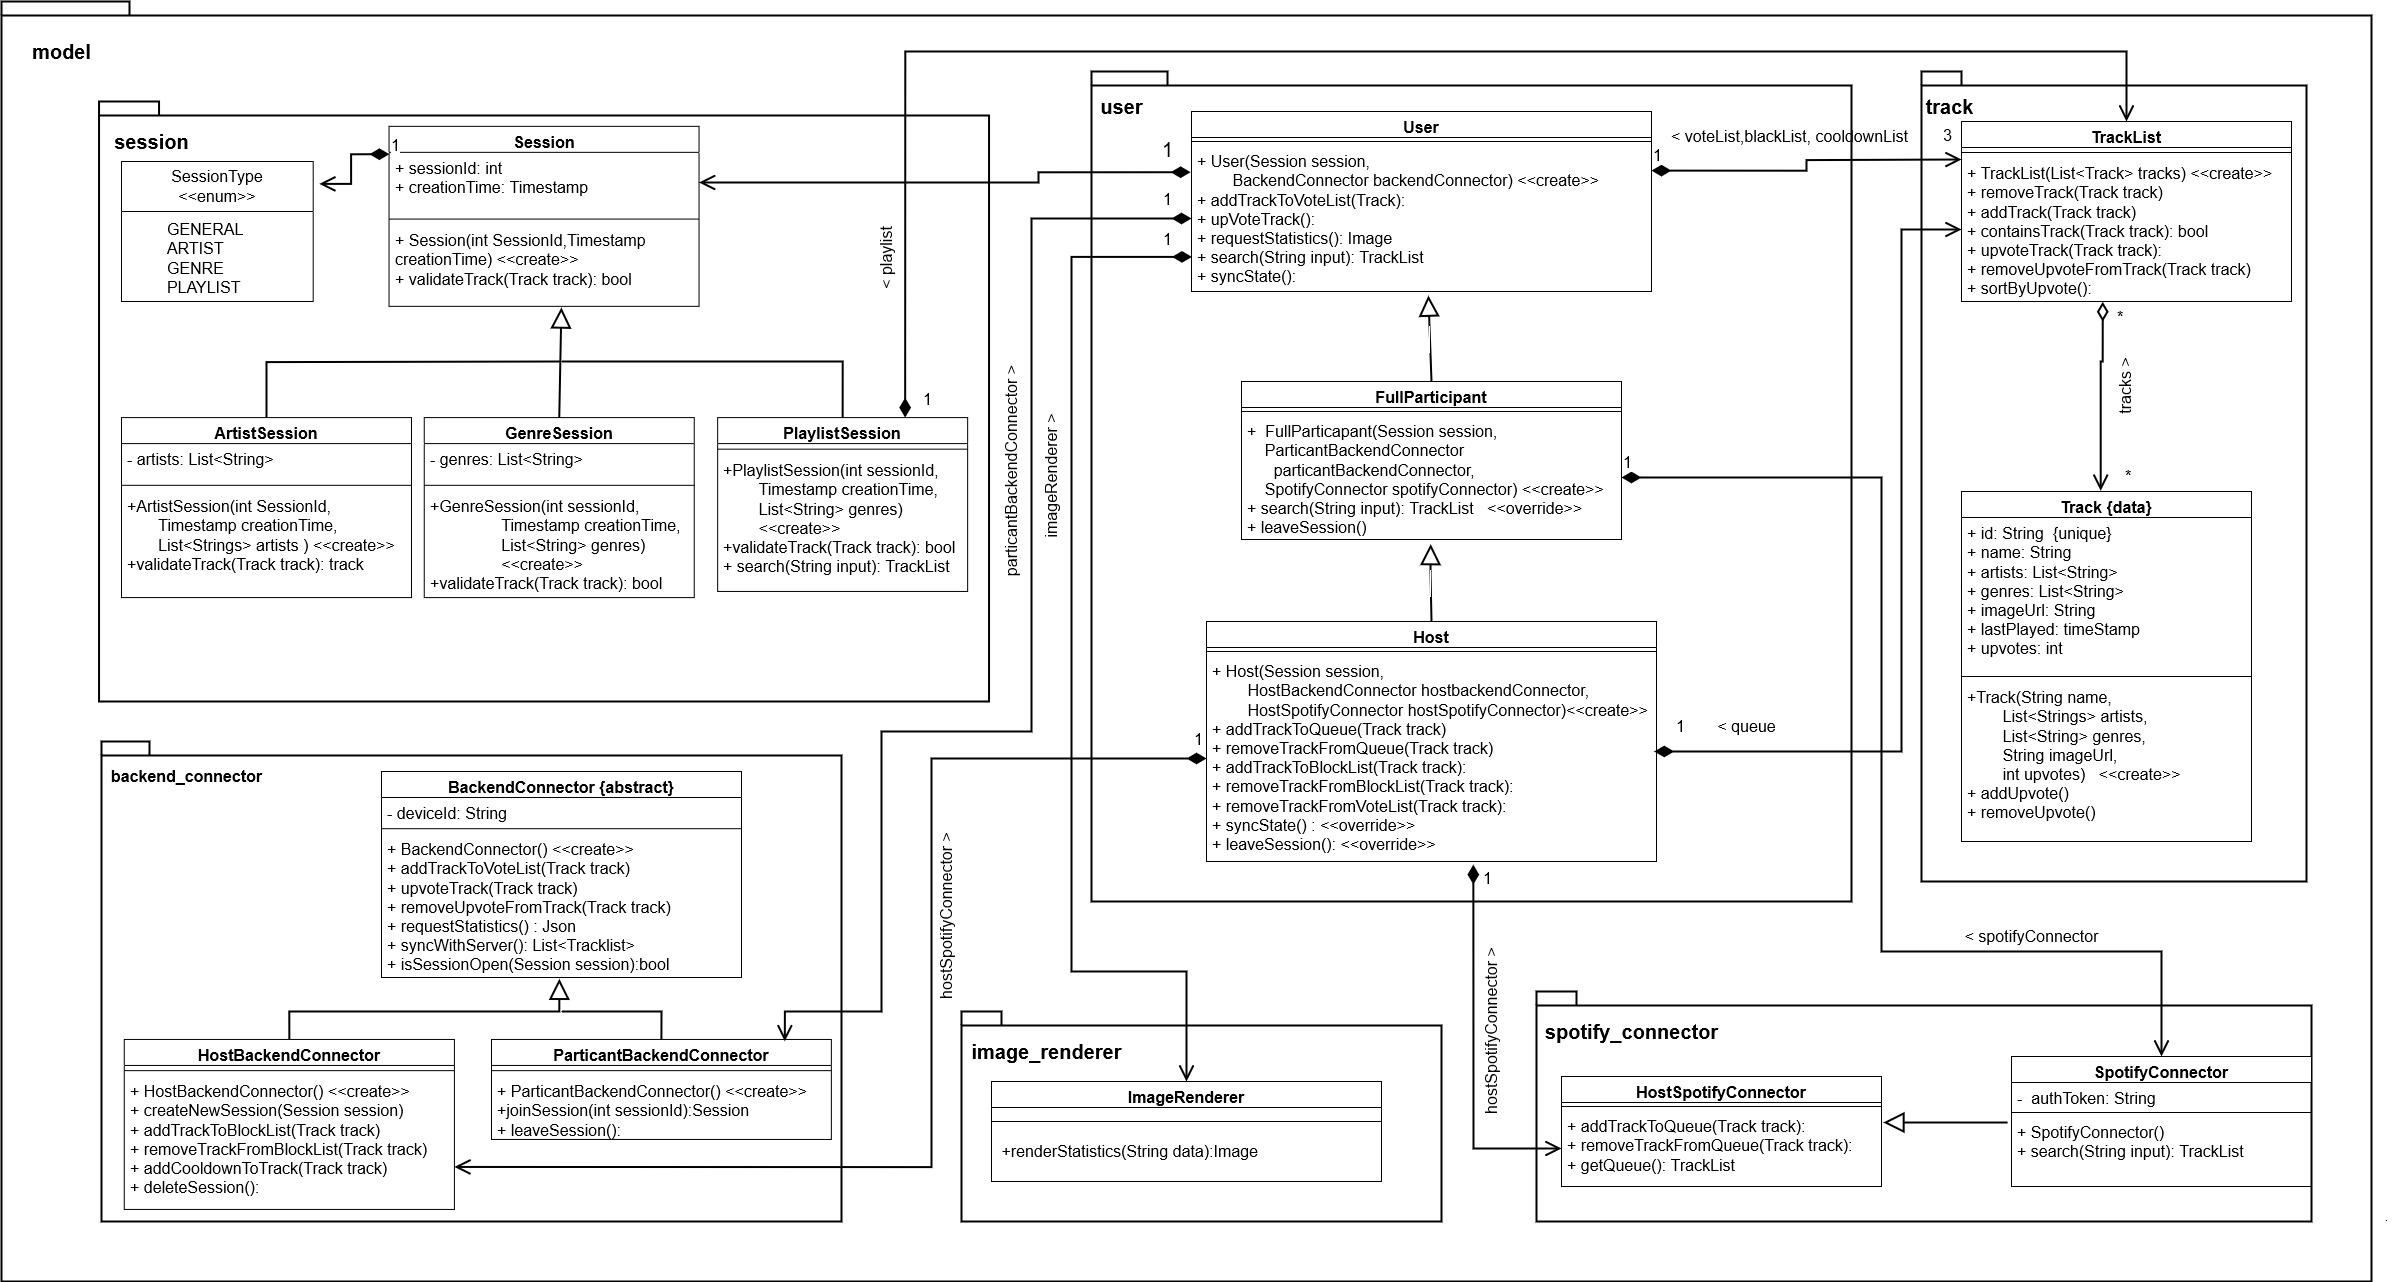 model
session
SessionType
<<enum>>
GENERAL
ARTIST
GENRE
PLAYLIST
1
Session
+ sessionId: int
+ creationTime: Timestamp
+ Session(int SessionId,Timestamp
creationTime) <<create>>
+ validateTrack(Track track): bool
ArtistSession
- artists: List<String>
+ArtistSession(int SessionId,
Timestamp creationTime,
List<Strings> artists ) <<create>>
+validateTrack(Track track): track
GenreSession
- genres: List<String>
+GenreSession(int sessionId,
Timestamp creationTime,
List<String> genres)
<<create>>
+validateTrack(Track track): bool
PlaylistSession
+PlaylistSession(int sessionId,
Timestamp creationTime,
List<String> genres)
<<create>>
+validateTrack(Track track): bool
+ search(String input): TrackList
1
< playlist
user
User
+ User(Session session,
BackendConnector backendConnector) <<create>>
+ addTrackToVoteList(Track):
+ upVoteTrack():
+ requestStatistics(): Image
+ search(String input): TrackList
+ syncState():
1
1
1
1
< voteList,blackList, cooldownList
3
particantBackendConnector >
imageRenderer >
FullParticipant
+  FullParticapant(Session session,
ParticantBackendConnector
particantBackendConnector,
SpotifyConnector spotifyConnector) <<create>>
+ search(String input): TrackList   <<override>>
+ leaveSession()
1
Host
+ Host(Session session,
HostBackendConnector hostbackendConnector,
HostSpotifyConnector hostSpotifyConnector)<<create>>
+ addTrackToQueue(Track track)
+ removeTrackFromQueue(Track track)
+ addTrackToBlockList(Track track):
+ removeTrackFromBlockList(Track track):
+ removeTrackFromVoteList(Track track):
+ syncState() : <<override>>
+ leaveSession(): <<override>>
1
1
< queue
1
hostSpotifyConnector >
hostSpotifyConnector >
track
TrackList
+ TrackList(List<Track> tracks) <<create>>
+ removeTrack(Track track)
+ addTrack(Track track)
+ containsTrack(Track track): bool
+ upvoteTrack(Track track):
+ removeUpvoteFromTrack(Track track)
+ sortByUpvote():
*
tracks >
*
Track {data}
+ id: String  {unique}
+ name: String
+ artists: List<String>
+ genres: List<String>
+ imageUrl: String
+ lastPlayed: timeStamp
+ upvotes: int
+Track(String name,
List<Strings> artists,
List<String> genres,
String imageUrl,
int upvotes)   <<create>>
+ addUpvote()
+ removeUpvote()
backend_connector
BackendConnector {abstract}
- deviceId: String
+ BackendConnector() <<create>>
+ addTrackToVoteList(Track track)
+ upvoteTrack(Track track)
+ removeUpvoteFromTrack(Track track)
+ requestStatistics() : Json
+ syncWithServer(): List<Tracklist>
+ isSessionOpen(Session session):bool
HostBackendConnector
+ HostBackendConnector() <<create>>
+ createNewSession(Session session)
+ addTrackToBlockList(Track track)
+ removeTrackFromBlockList(Track track)
+ addCooldownToTrack(Track track)
+ deleteSession():
ParticantBackendConnector
+ ParticantBackendConnector() <<create>>
+joinSession(int sessionId):Session
+ leaveSession():
image_renderer
ImageRenderer
+renderStatistics(String data):Image
< spotifyConnector
spotify_connector
HostSpotifyConnector
+ addTrackToQueue(Track track):
+ removeTrackFromQueue(Track track):
+ getQueue(): TrackList
SpotifyConnector
-  authToken: String
+ SpotifyConnector()
+ search(String input): TrackList